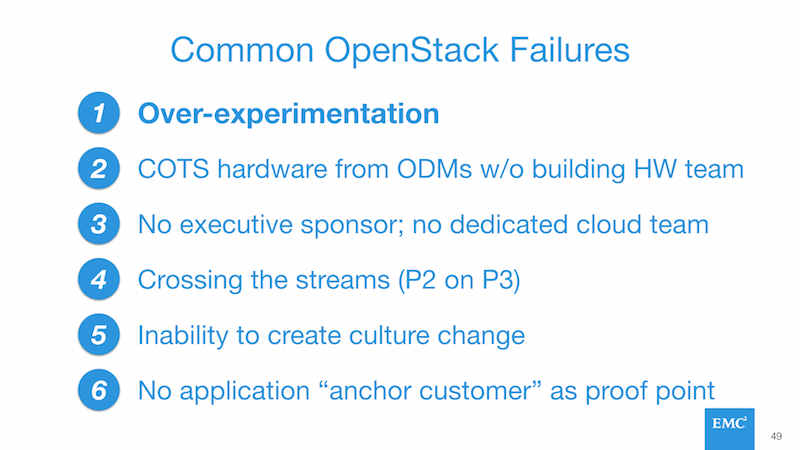 Common OpenStack Failures
1 Over-experimentation
2 COTS hardware from ODMs w/o building HW team
3 No executive sponsor; no dedicated cloud team
4 Crossing the streams (P2 on P3)
5 Inability to create culture change
6 No application “anchor customer” as proof point
EMC²
49